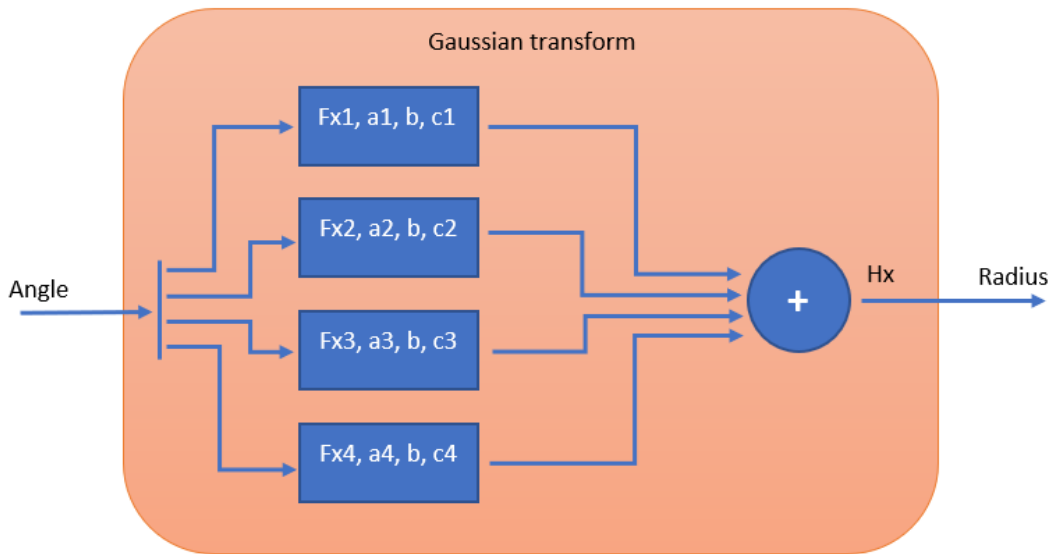 Gaussian transform
Fx1, a1, b, c1
Fx2, a2, b, c2
Angle
Hx
Radius
+
Fx3, a3, b, c3
Fx4, a4, b, c4